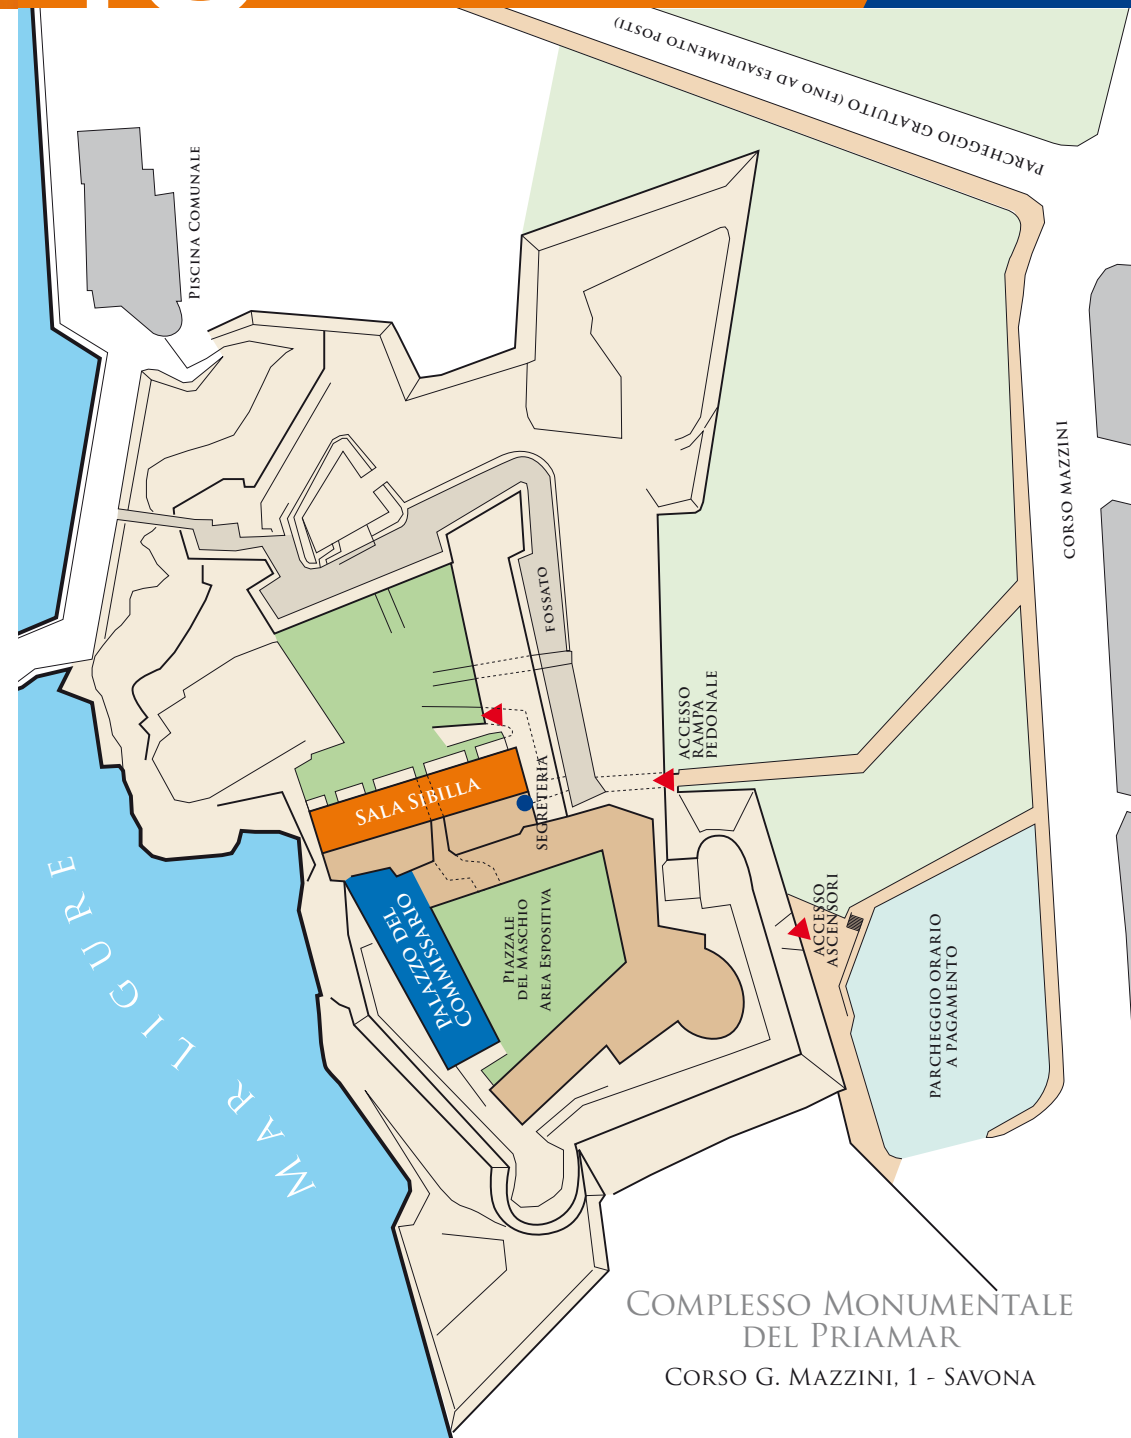 PARCHEGGIO GRATUITO (FINO AD ESAURIMENTO POSTI)
PISCINA COMUNALE
CORSO MAZZINI
FOSSATO
ACCESSO
RAMPA
PEDONALE
SALA SIBILLA
SEGRETERIA
PALAZZO DEL
COMMISSARIO
PIAZZALE
DEL MASCHIO
AREA ESPOSITIVA
ACCESSO
ASCENSORI
PARCHEGGIO ORARIO
A PAGAMENTO
MAR LIGURE
COMPLESSO MONUMENTALE
DEL PRIAMAR
CORSO G. MAZZINI, 1 - SAVONA